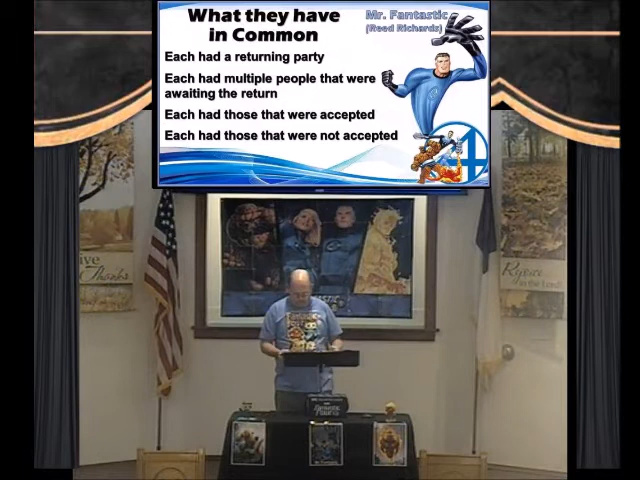 What they have
in Common
Mr. Fantastic
(Reed Richards)
Each had a returning party
Each had multiple people that were
awaiting the return
Each had those that were accepted
Each had those that were not accepted
4
ive
Thanks
Rejoice
in the Lord!